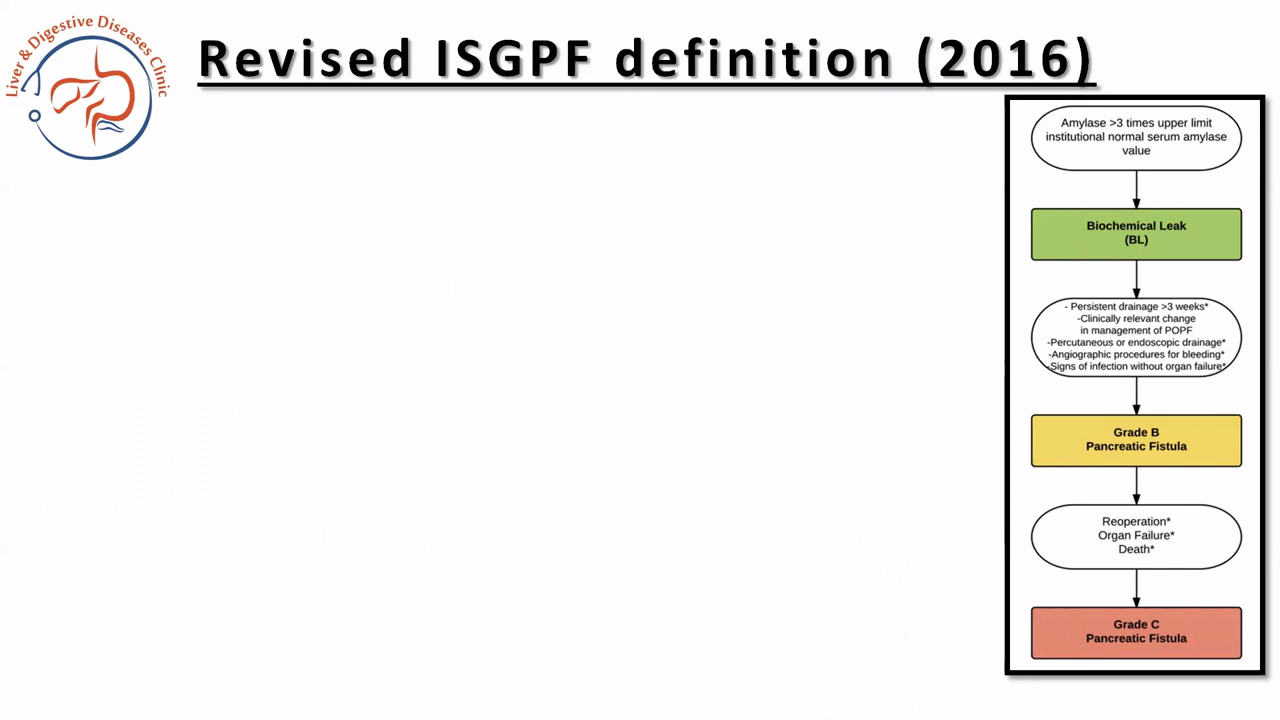 Liver & Digestive Diseases Clinic
Revised ISGPF definition (2016)
Amylase >3 times upper limit
institutional normal serum amylase
value
Biochemical Leak
(BL)
- Persistent drainage >3 weeks*
-Clinically relevant change
in management of POPF
-Percutaneous or endoscopic drainage*
-Angiographic procedures for bleeding*
-Signs of infection without organ failure*
Grade B
Pancreatic Fistula
Reoperation*
Organ Failure*
Death*
Grade C
Pancreatic Fistula